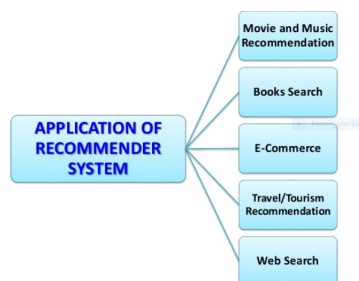 APPLICATION OF
RECOMMENDER
SYSTEM
Movie and Music
Recommendation
Books Search
E-Commerce
Travel/Tourism
Recommendation
Web Search